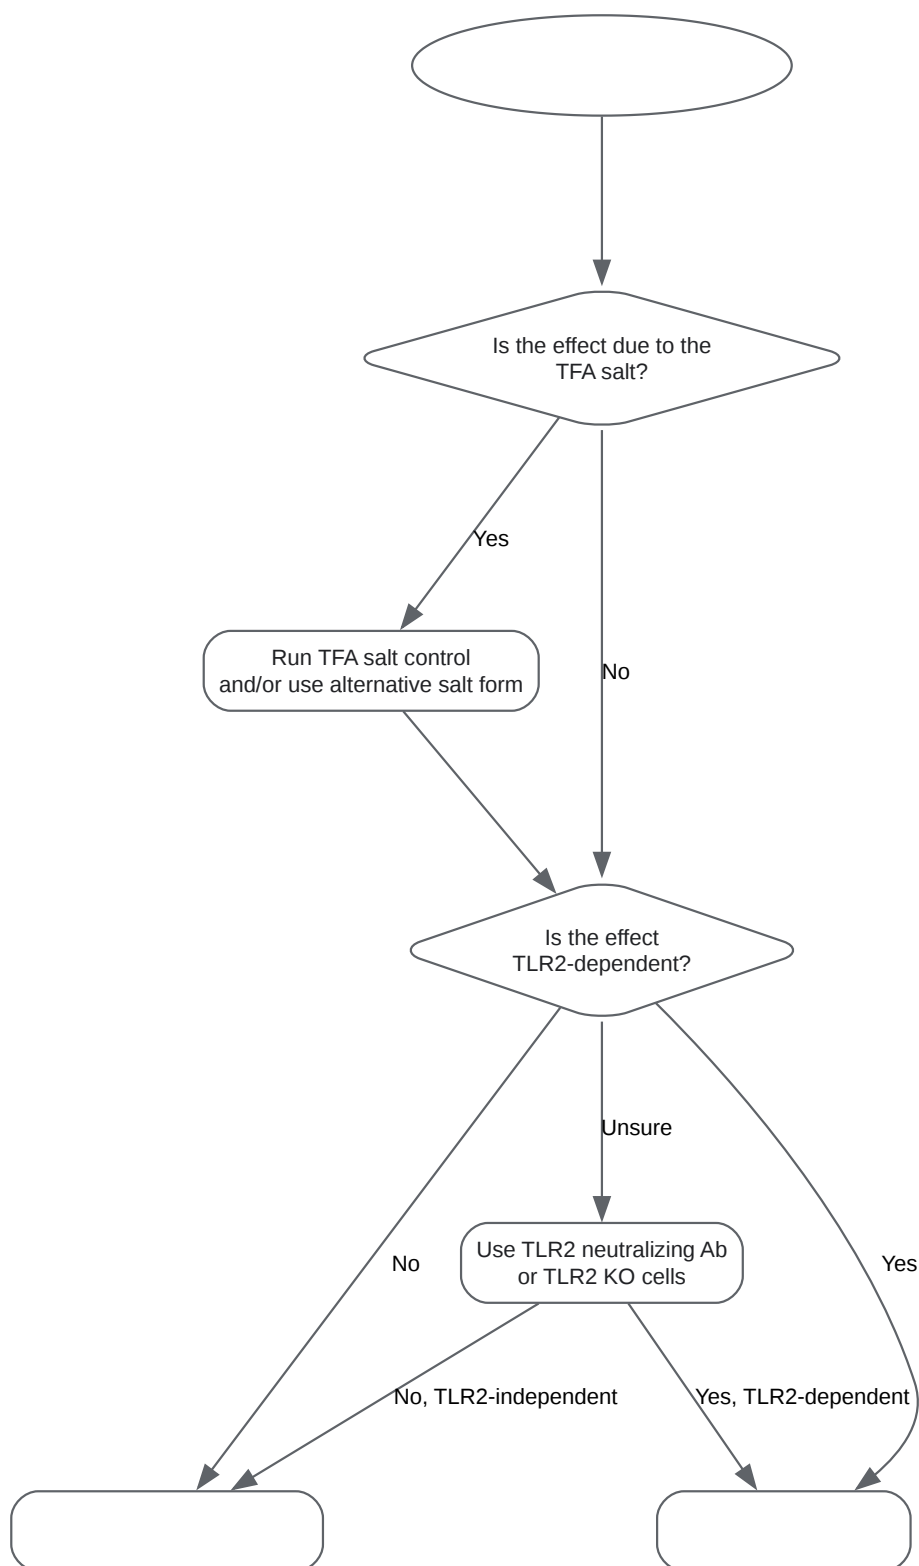 Is the effect due to the
TFA salt?
Yes
Run TFA salt control
and/or use alternative salt form
No
Is the effect
TLR2-dependent?
Unsure
Use TLR2 neutralizing Ab
or TLR2 KO cells
No
Yes
No, TLR2-independent
Yes, TLR2-dependent